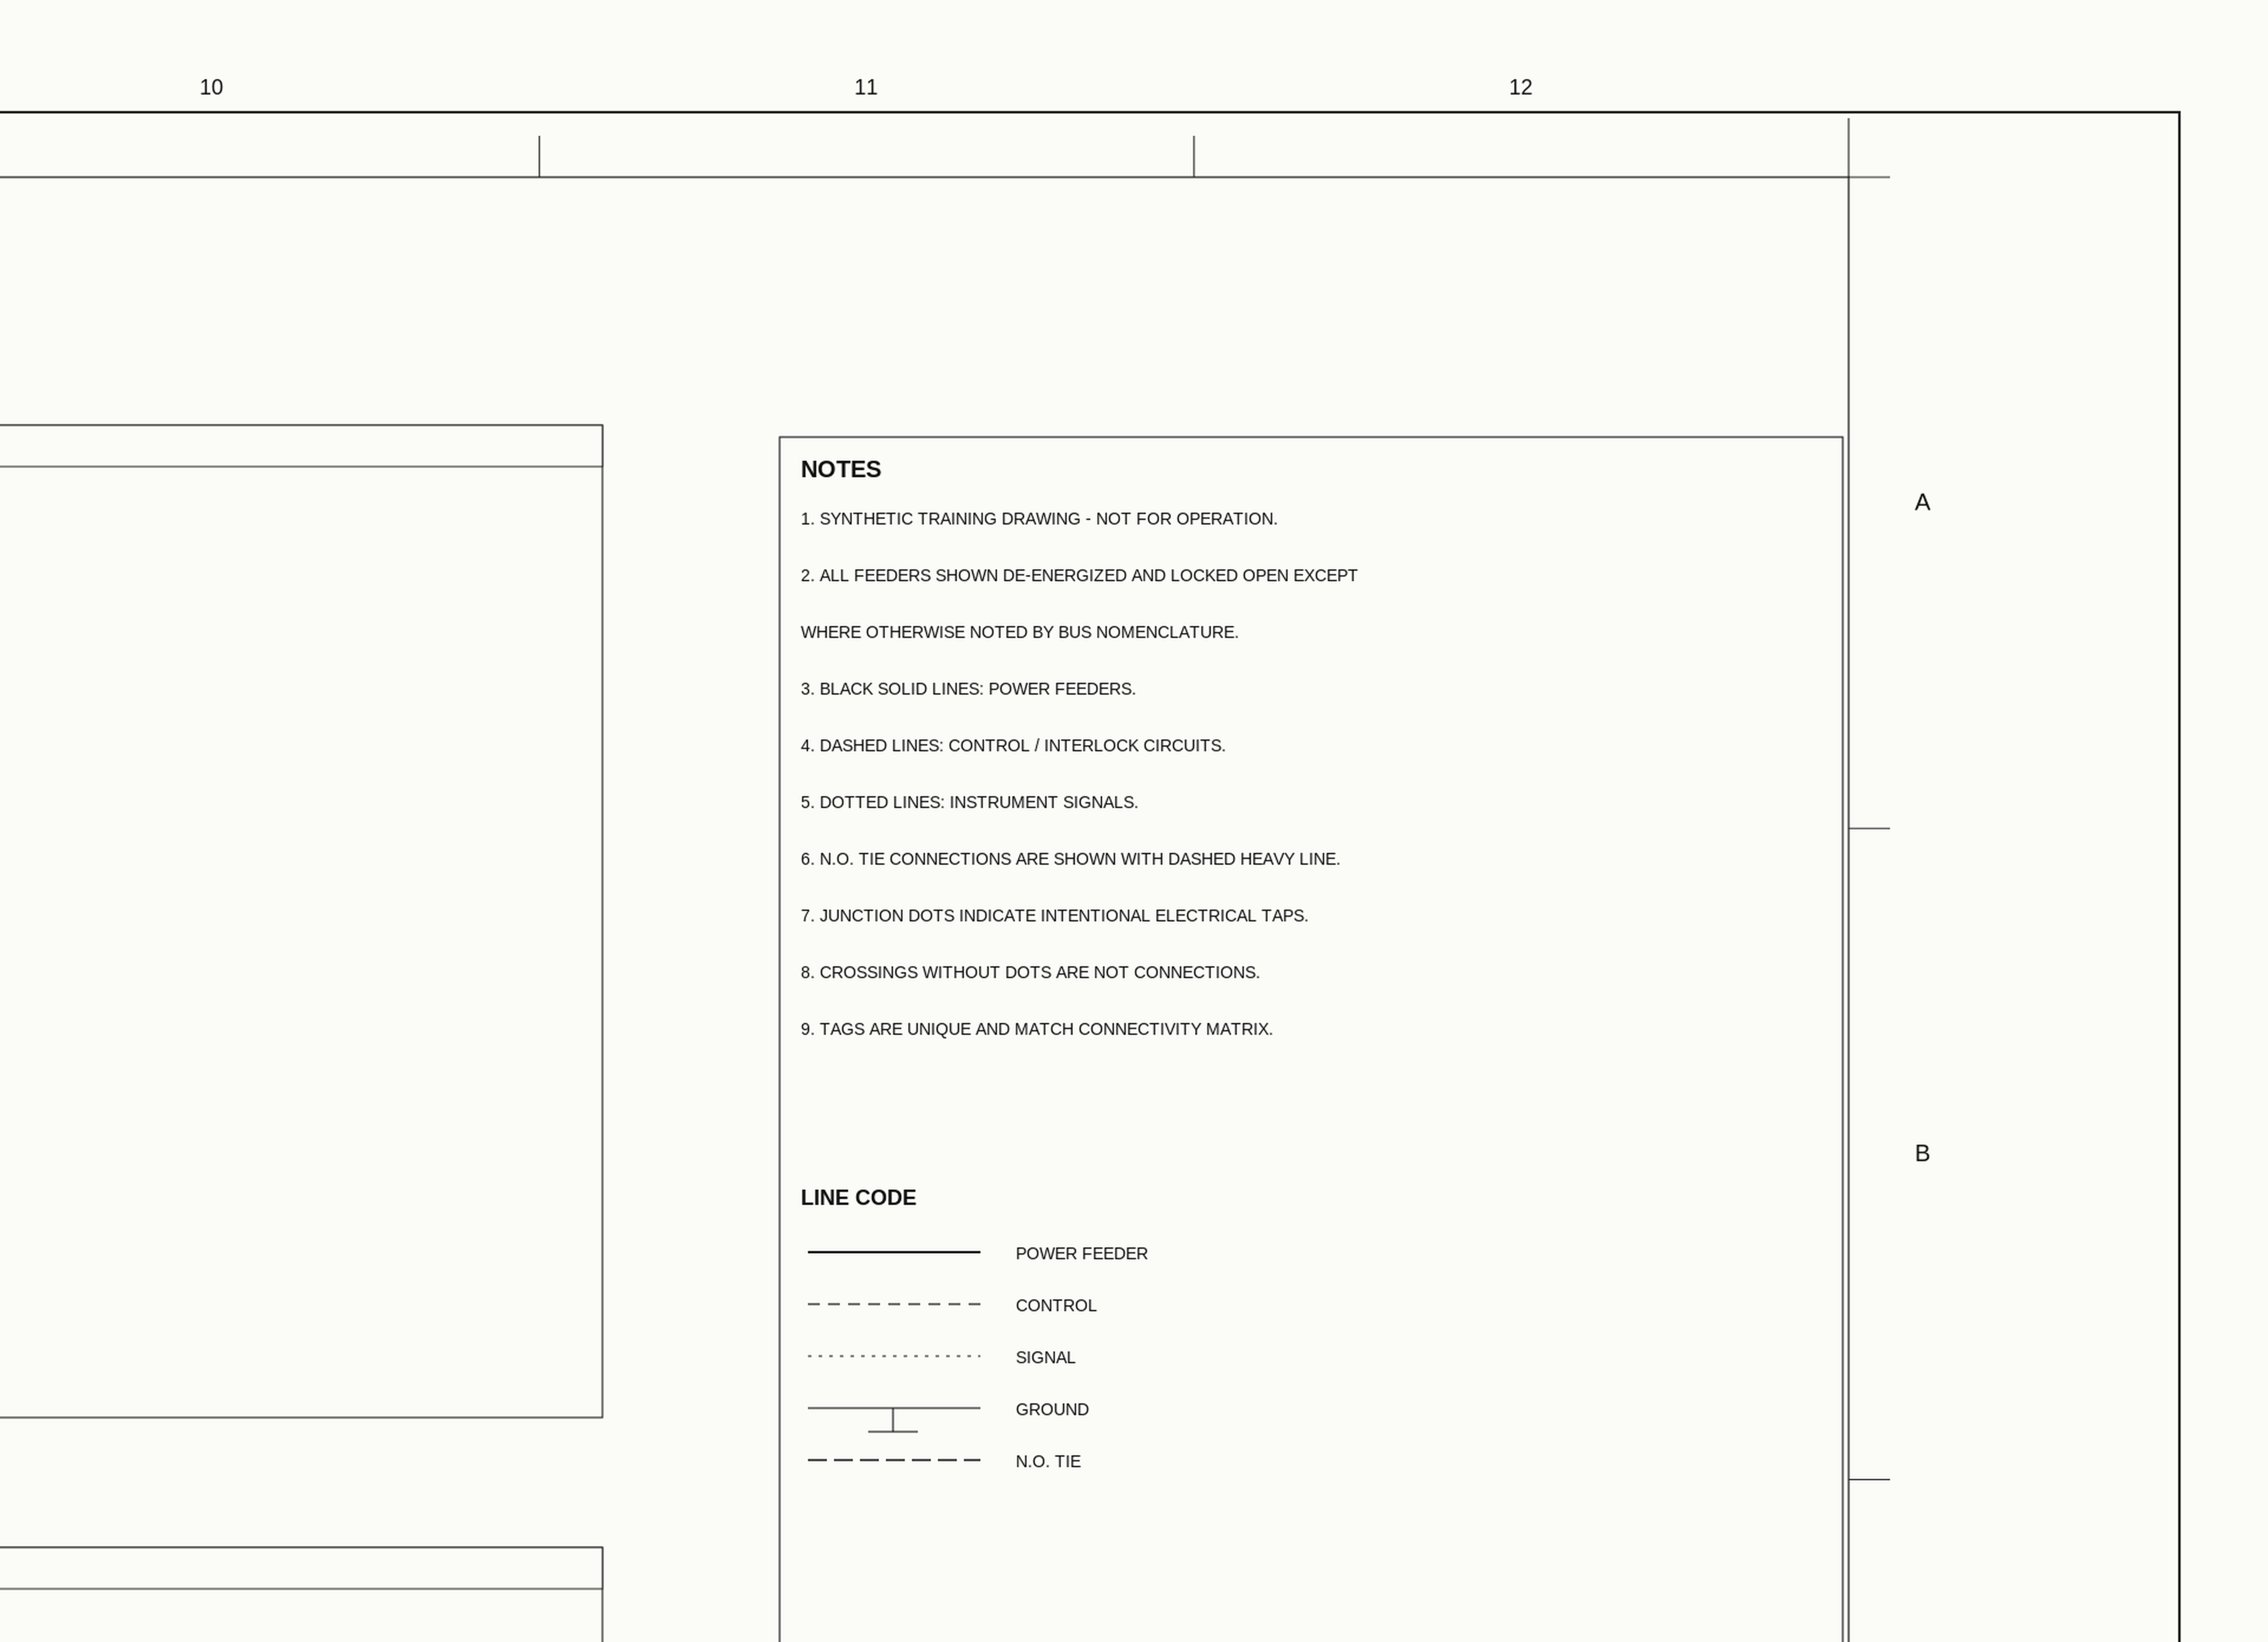 10 11 12
NOTES
1. SYNTHETIC TRAINING DRAWING - NOT FOR OPERATION.
A
2. ALL FEEDERS SHOWN DE-ENERGIZED AND LOCKED OPEN EXCEPT
WHERE OTHERWISE NOTED BY BUS NOMENCLATURE.
3. BLACK SOLID LINES: POWER FEEDERS.
4. DASHED LINES: CONTROL / INTERLOCK CIRCUITS.
5. DOTTED LINES: INSTRUMENT SIGNALS.
6. N.O. TIE CONNECTIONS ARE SHOWN WITH DASHED HEAVY LINE.
7. JUNCTION DOTS INDICATE INTENTIONAL ELECTRICAL TAPS.
8. CROSSINGS WITHOUT DOTS ARE NOT CONNECTIONS.
9. TAGS ARE UNIQUE AND MATCH CONNECTIVITY MATRIX.
B
LINE CODE
POWER FEEDER
CONTROL
SIGNAL
GROUND
N.O. TIE